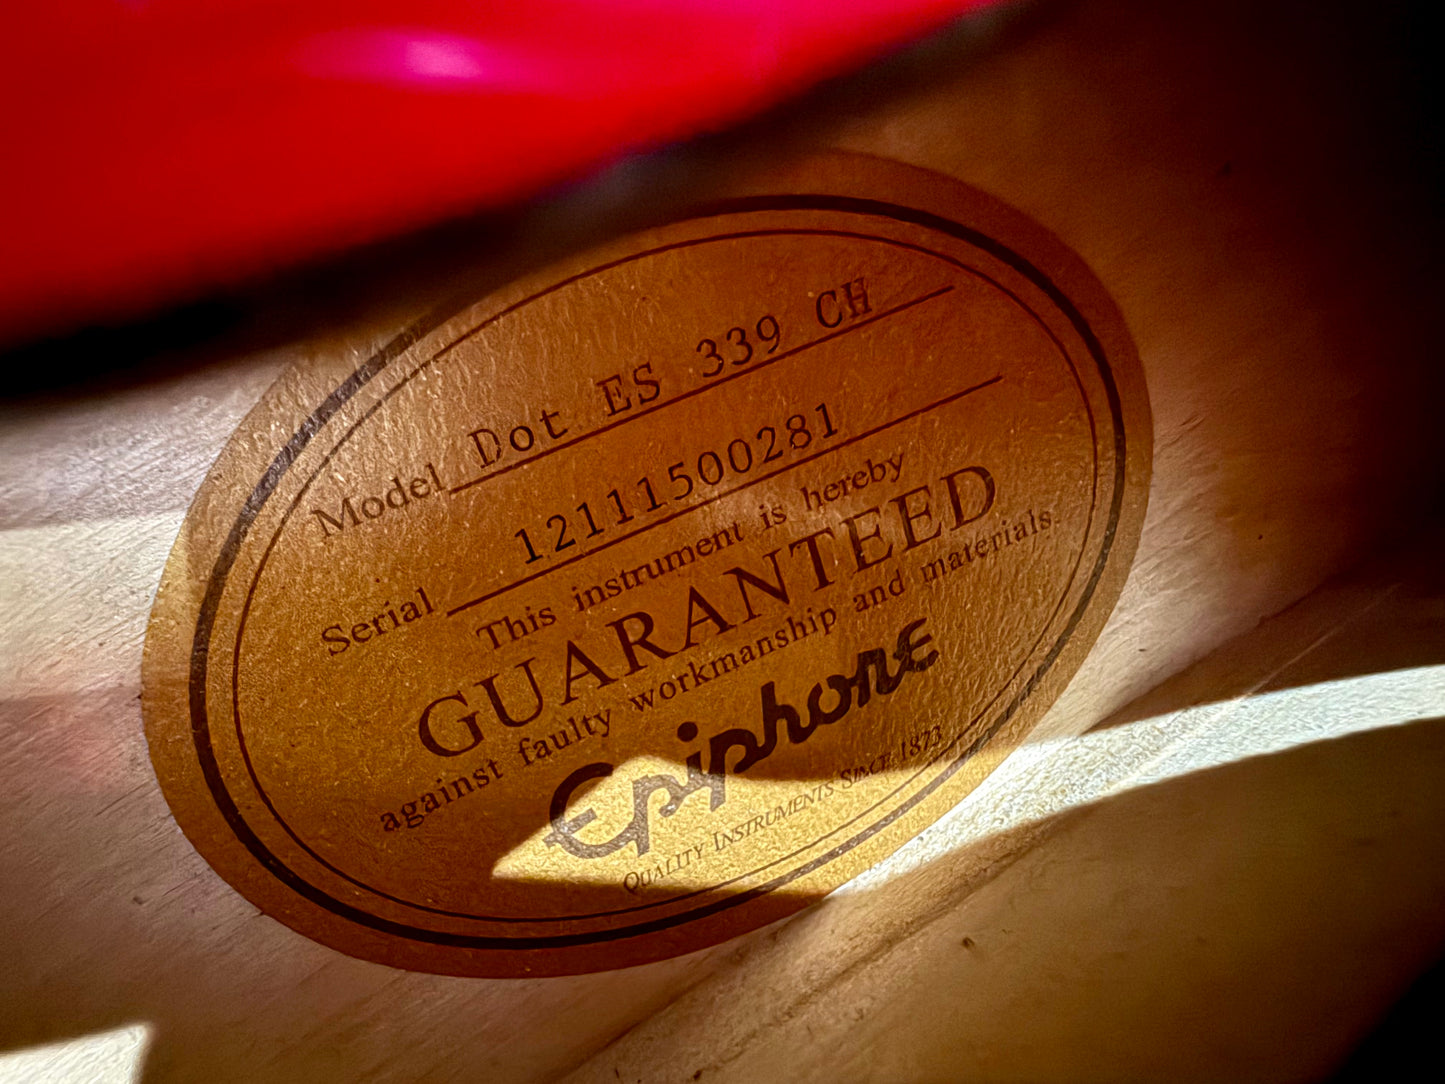 Model Dot ES 339 CH
Serial 12111500281
This instrument is hereby
GUARANTEED
against faulty workmanship and materials.
Epiphone
QUALITY INSTRUMENTS SINCE 1873